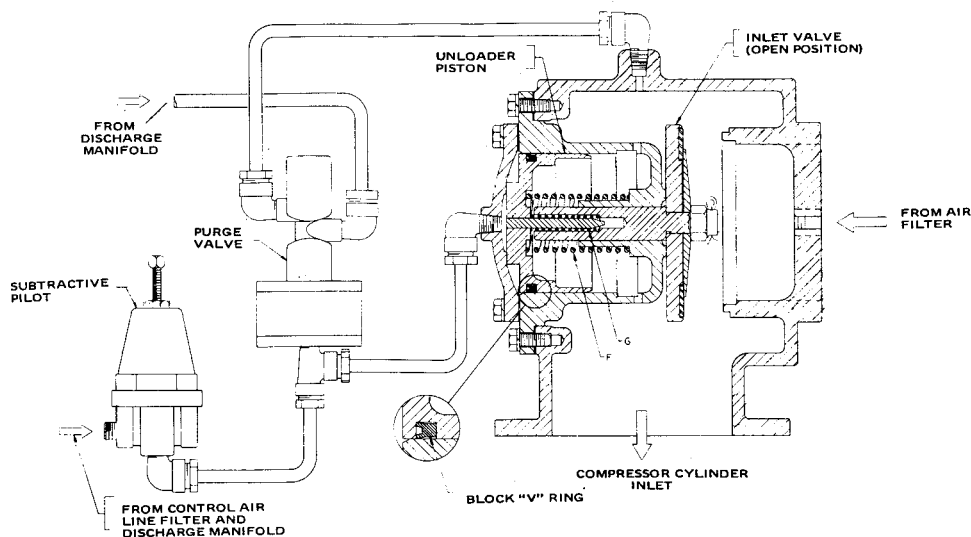 INLET VALVE
(OPEN POSITION)
UNLOADER
PISTON
FROM
DISCHARGE
MANIFOLD
FROM AIR
FILTER
PURGE
VALVE
SUBTRACTIVE
PILOT
F
G
COMPRESSOR CYLINDER
INLET
BLOCK "V" RING
FROM CONTROL AIR
LINE FILTER AND
DISCHARGE MANIFOLD